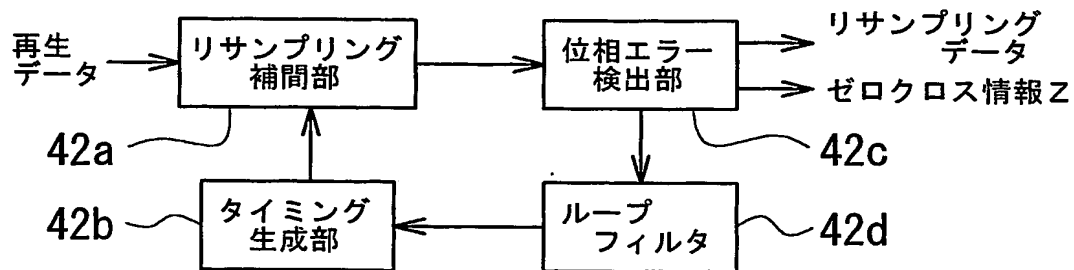 再生
データ
リサンプリング
補間部
位相エラー
検出部
リサンプリング
データ
ゼロクロス情報Z
42a
42c
タイミング
生成部
ループ
フィルタ
42b
42d